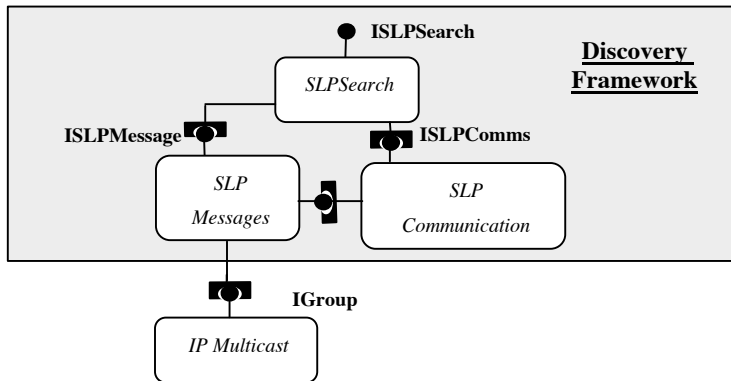 ISLPSearch
Discovery
Framework
SLPSearch
ISLPMessage
ISLPComms
SLP
Messages
SLP
Communication
IGroup
IP Multicast